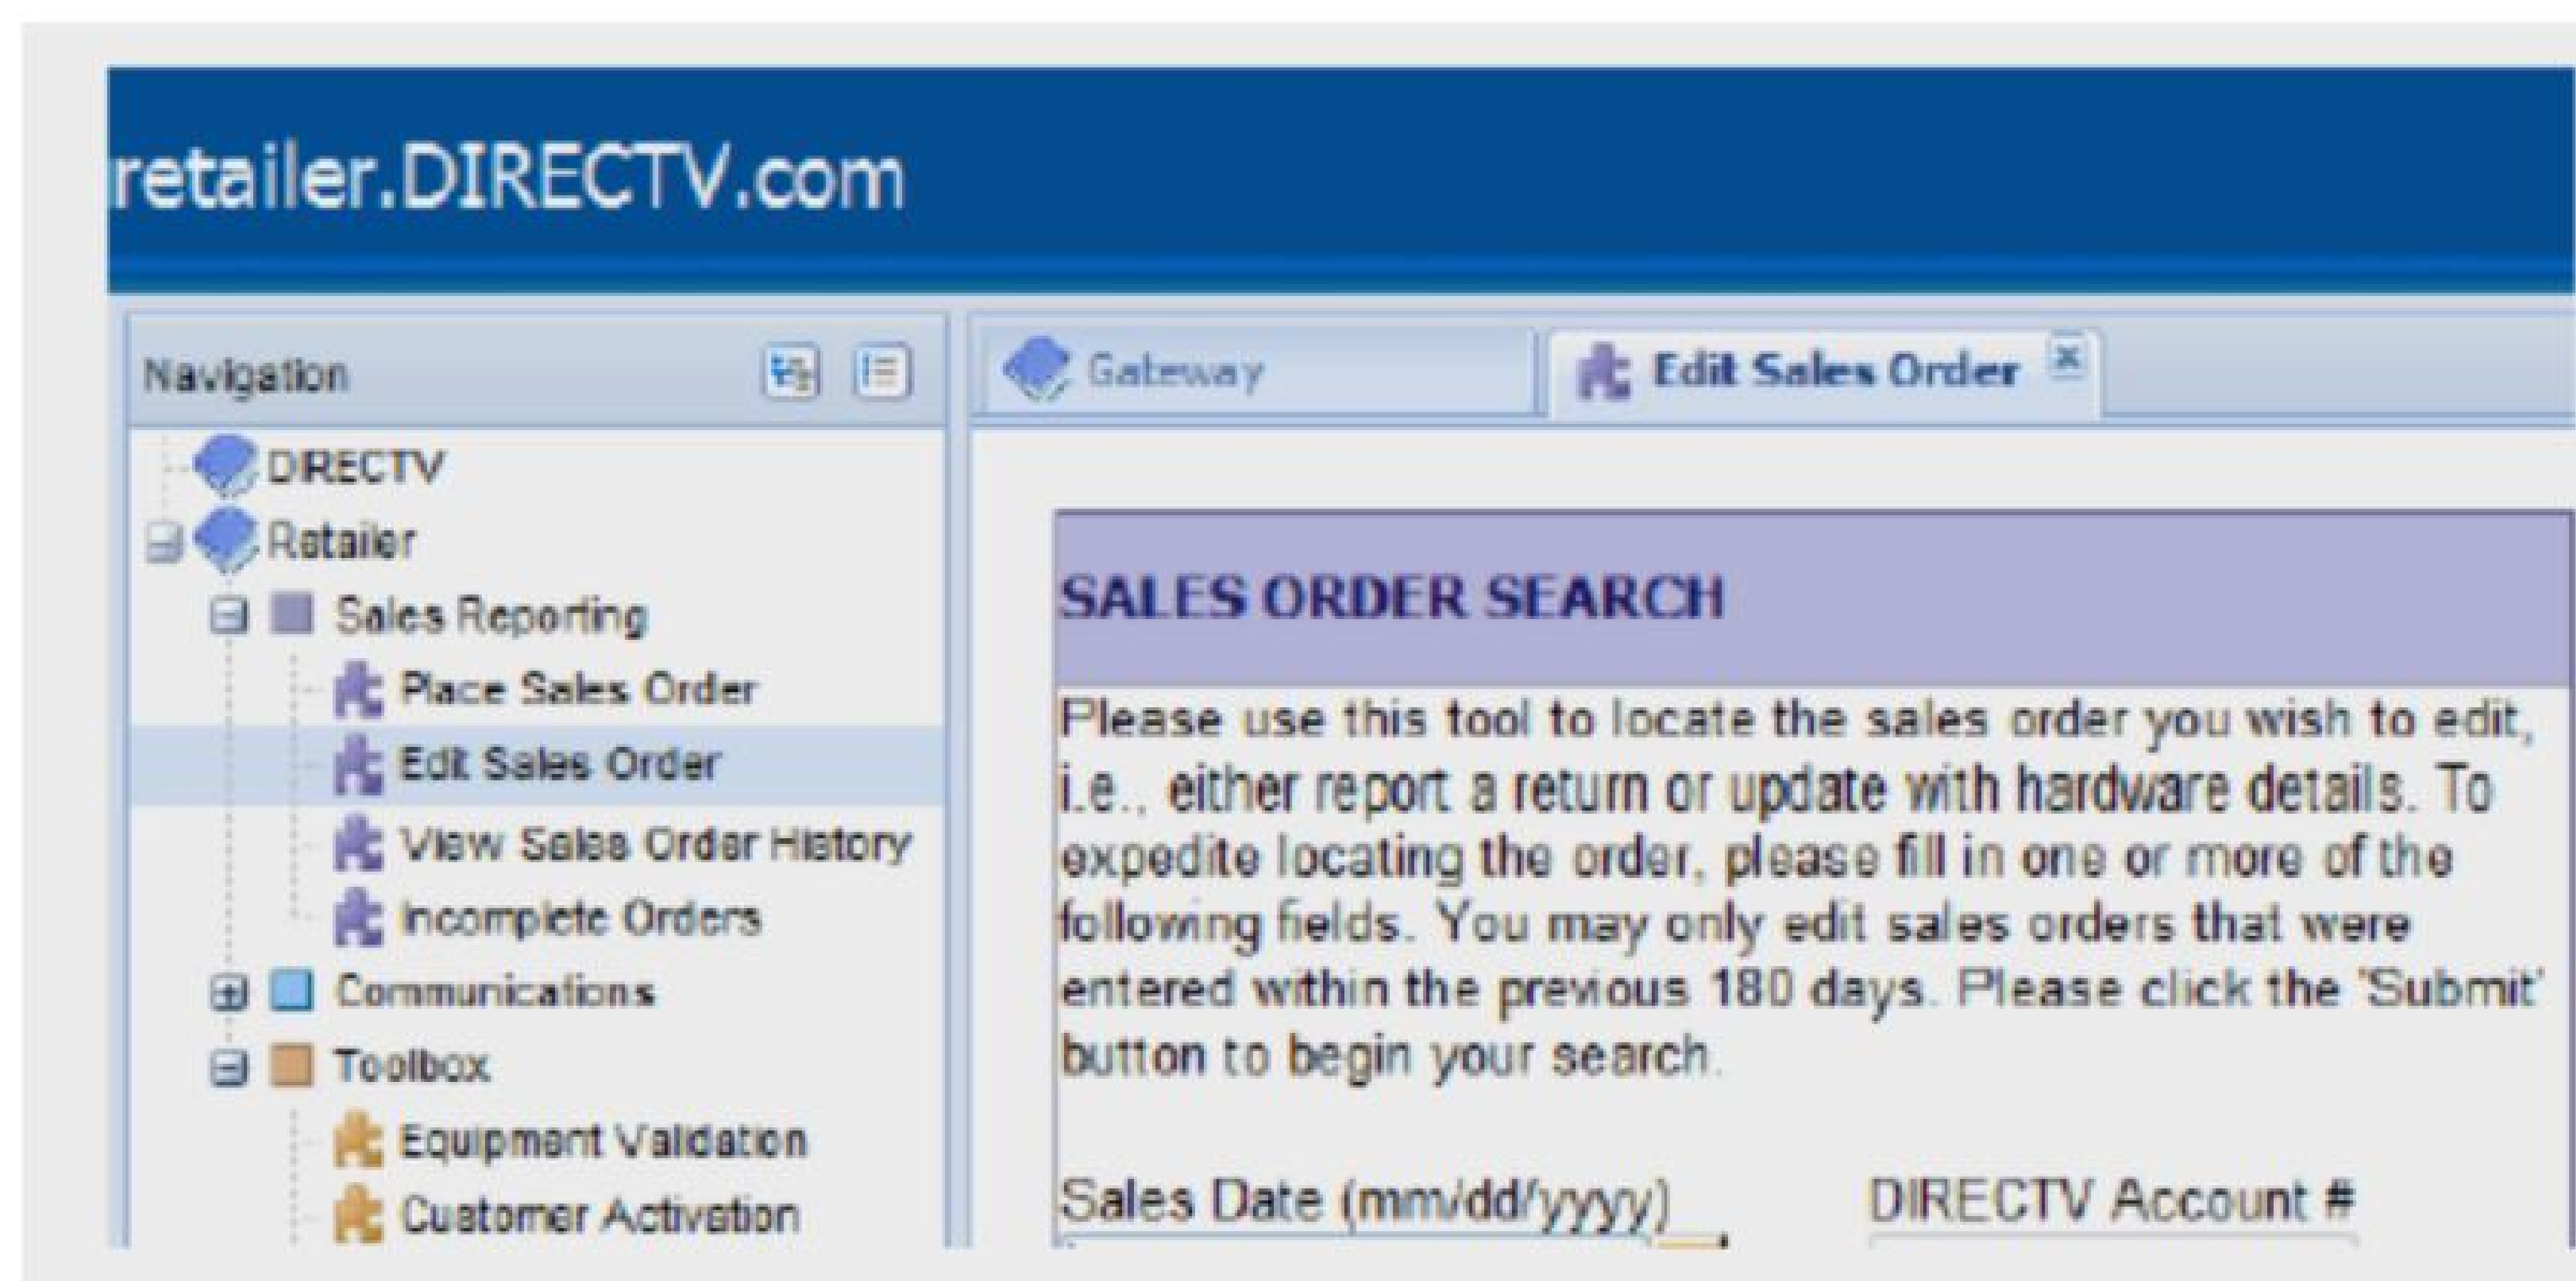 retailer.DIRECTV.com
Navigation
DIRECTV
Retailer
Sales Reporting
Place Sales Order
Edit Sales Order
View Sales Order History
Incomplete Orders
Communications
Toolbox
Equipment Validation
Customer Activation
Gateway
Edit Sales Order
SALES ORDER SEARCH
Please use this tool to locate the sales order you wish to edit,
i.e., either report a return or update with hardware details. To
expedite locating the order, please fill in one or more of the
following fields. You may only edit sales orders that were
entered within the previous 180 days. Please click the 'Submit'
button to begin your search.
Sales Date (mm/dd/yyyy)
DIRECTV Account #